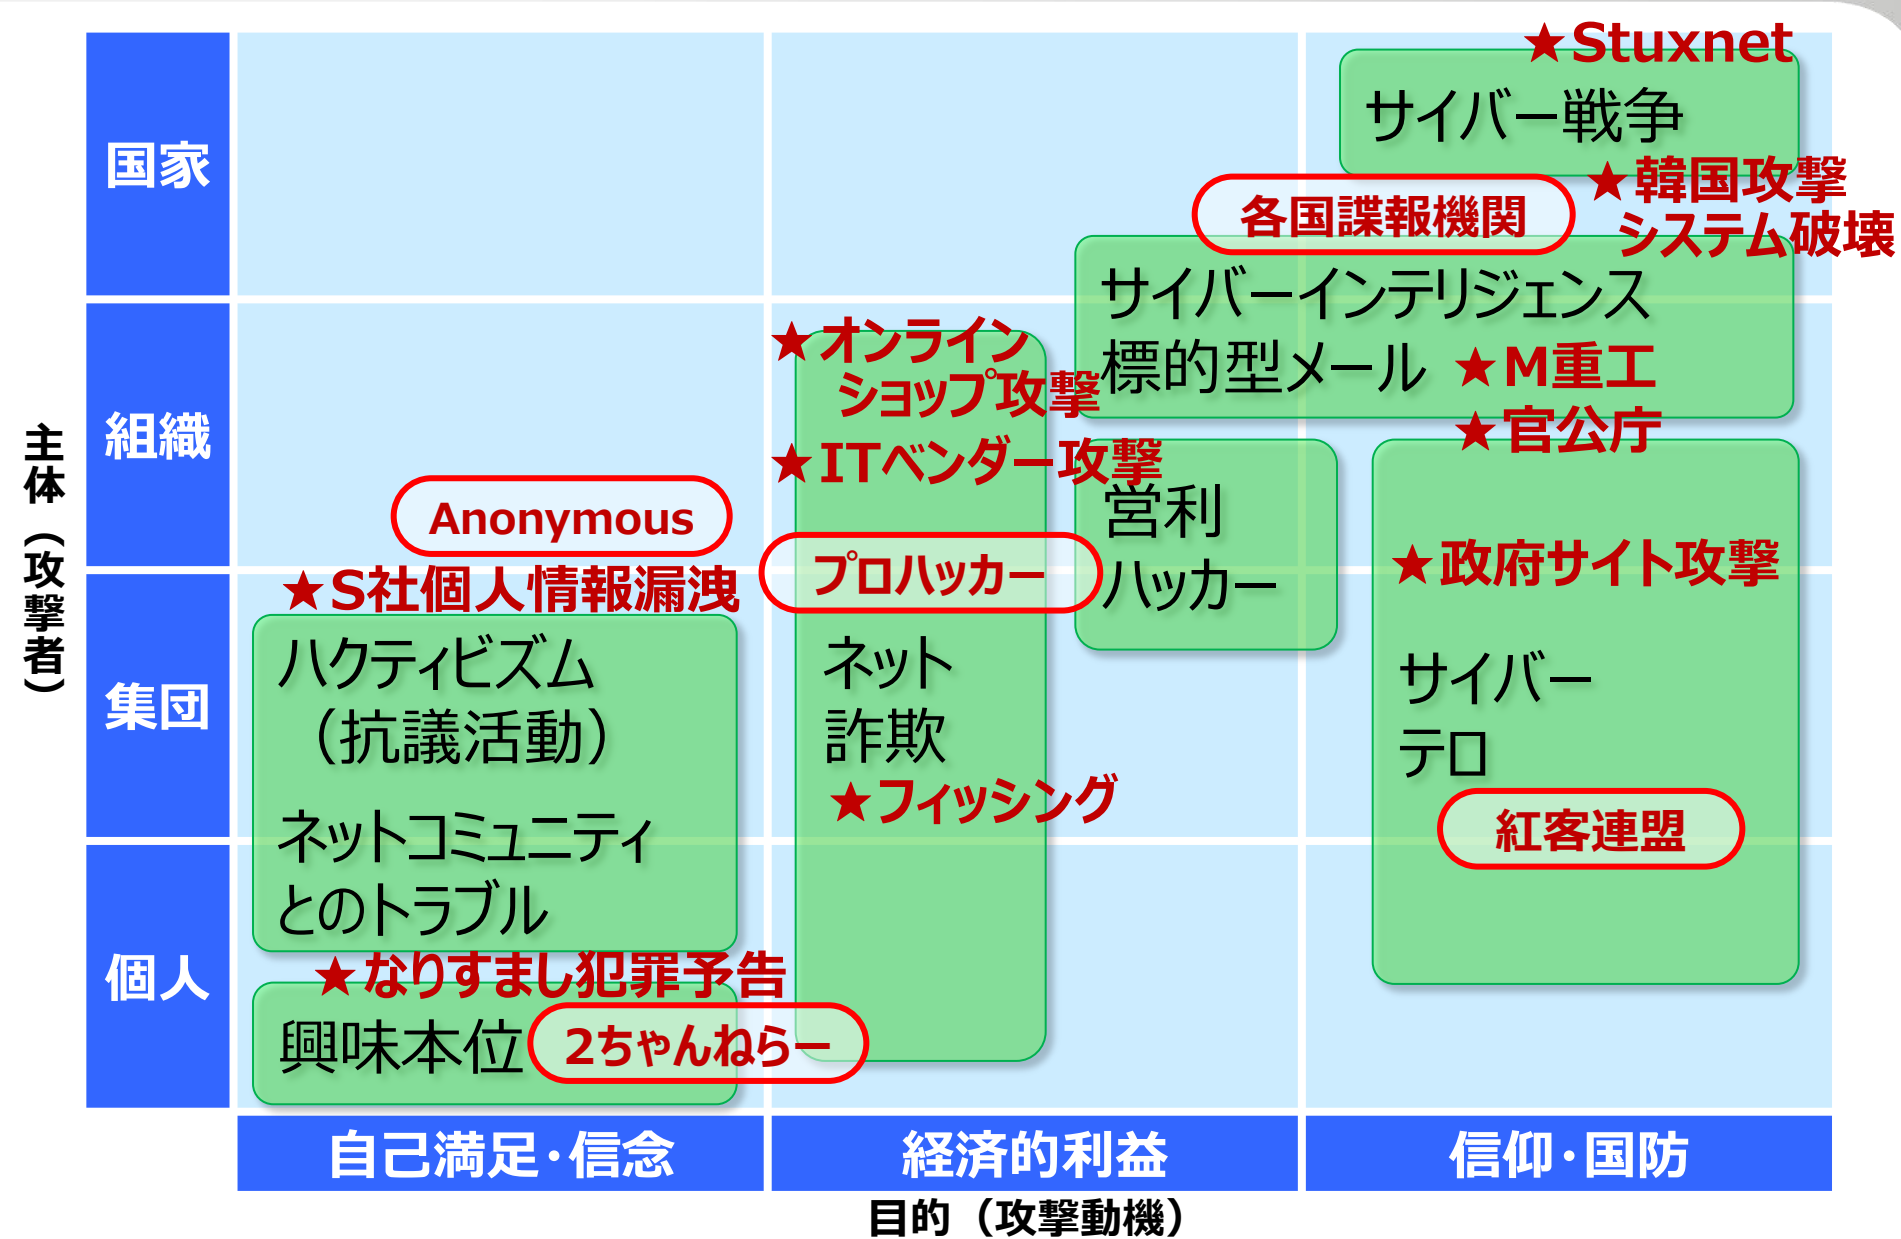 ★Stuxnet
サイバー戦争
国家
★韓国攻撃
システム破壊
各国諜報機関
サイバーインテリジェンス
標的型メール
★M重工
★官公庁
★オンライン
ショップ攻撃
★ITベンダー攻撃
組織
営利
ハッカー
Anonymous
プロハッカー
★政府サイト攻撃
★S社個人情報漏洩
主体（攻撃者）
ハクティビズム
（抗議活動）
ネット
詐欺
サイバー
テロ
集団
★フィッシング
紅客連盟
ネットコミュニティ
とのトラブル
個人
★なりすまし犯罪予告
興味本位
2ちゃんねらー
自己満足・信念
経済的利益
信仰・国防
目的（攻撃動機）